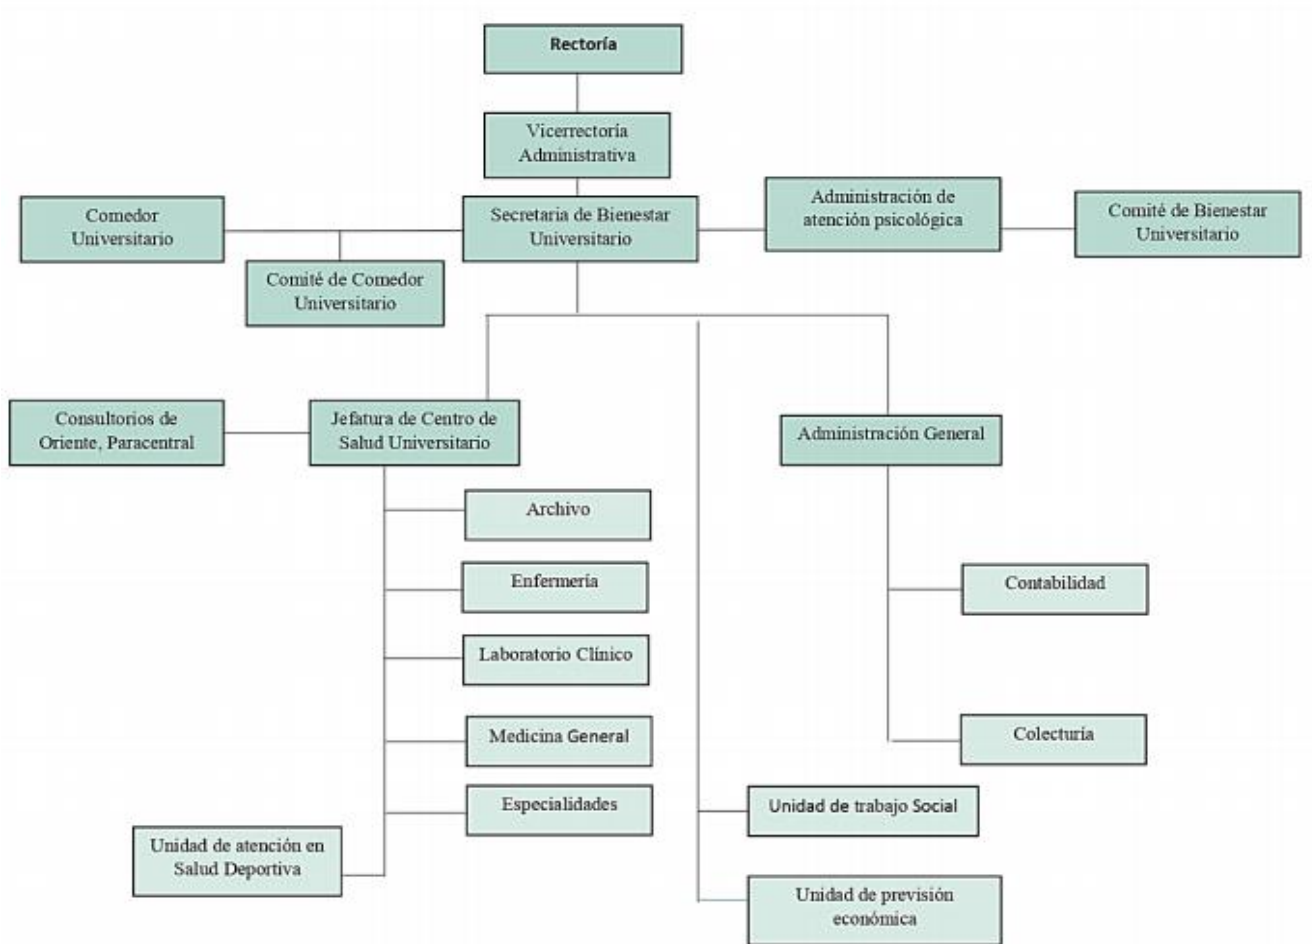 Rectoría
Vicerrectoría
Administrativa
Comedor
Universitario
Secretaria de Bienestar
Universitario
Administración de
atención psicológica
Comité de Bienestar
Universitario
Comité de Comedor
Universitario
Consultorios de
Oriente, Paracentral
Jefatura de Centro de
Salud Universitario
Administración General
Archivo
Enfermería
Laboratorio Clínico
Medicina General
Especialidades
Unidad de atención en
Salud Deportiva
Contabilidad
Colecturía
Unidad de trabajo Social
Unidad de previsión
económica